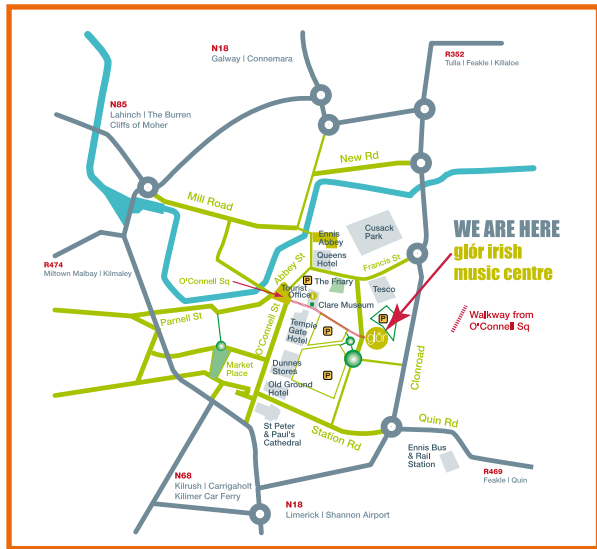 N18
Galway | Connemara
R352
Tulla | Feakle | Killaloe
N85
Lahinch | The Burren
Cliffs of Moher
New Rd
Mill Road
Cusack
Park
Ennis
Abbey
Queens
Hotel
WE ARE HERE
glór irish
music centre
Abbey St
Francis St
R474
Miltown Malbay | Kilmaley
O'Connell Sq
P
The Friary
Tourist
Office
i
Tesco
Clare Museum
P
Walkway from
O'Connell Sq
Parnell St
O'Connell St
Temple
Gate
Hotel
P
glór
Market
Place
Dunnes
Stores
P
Clonroad
Old Ground
Hotel
Station Rd
Quin Rd
St Peter
& Paul's
Cathedral
Ennis Bus
& Rail
Station
R469
Feakle | Quin
N68
Kilrush | Carrigaholt
Kilimer Car Ferry
N18
Limerick | Shannon Airport